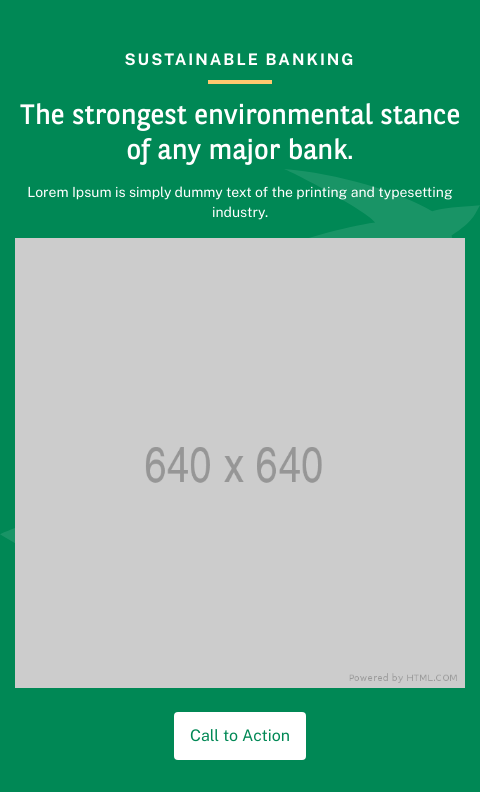 SUSTAINABLE BANKING
The strongest environmental stance
of any major bank.
Lorem Ipsum is simply dummy text of the printing and typesetting
industry.
640 x 640
Powered by HTML.COM
Call to Action